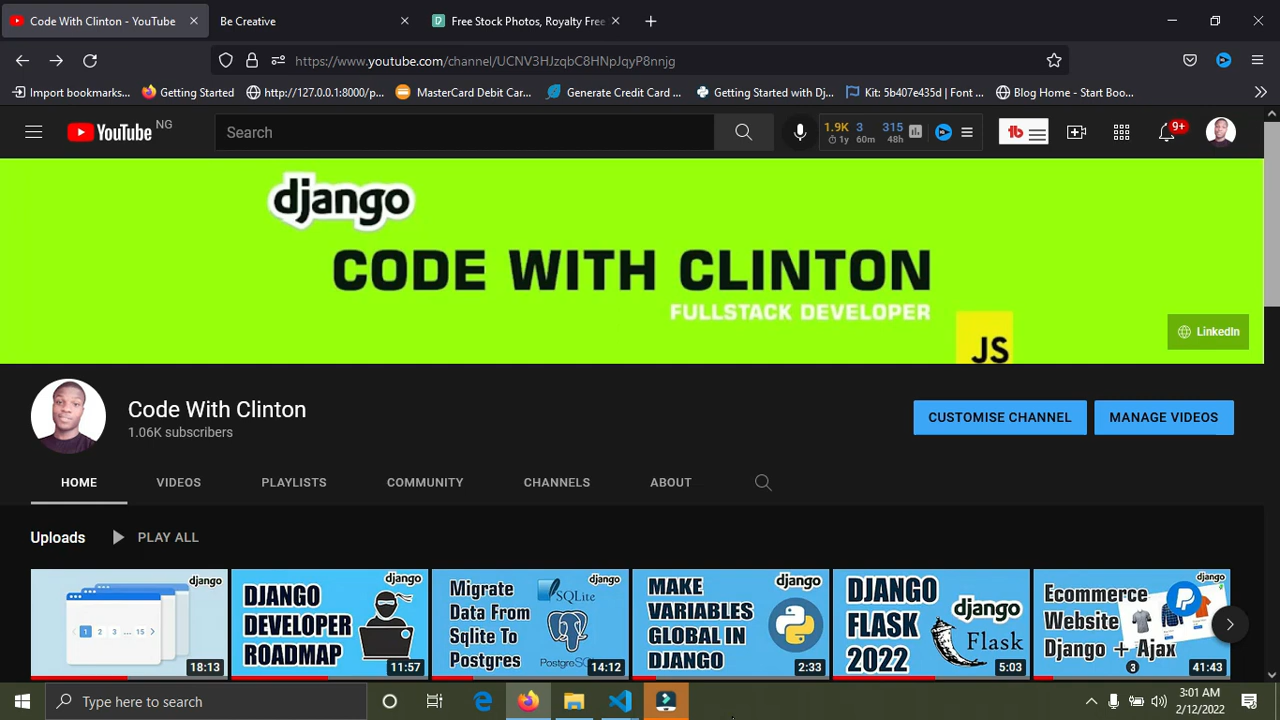 Code With Clinton - YouTube
Be Creative
Free Stock Photos, Royalty Free
https://www.youtube.com/channel/UCNV3HJzqbC8HNpJqyP8nnjg
Import bookmarks...
Getting Started
http://127.0.0.1:8000/p...
MasterCard Debit Car...
Generate Credit Card ...
Getting Started with Dj...
Kit: 5b407e435d | Font ...
Blog Home - Start Boo...
YouTube NG
Search
1.9K 3 315
1y 60m 48h
tb
9+
django
CODE WITH CLINTON
FULLSTACK DEVELOPER
JS
LinkedIn
Code With Clinton
1.06K subscribers
CUSTOMISE CHANNEL
MANAGE VIDEOS
HOME
VIDEOS
PLAYLISTS
COMMUNITY
CHANNELS
ABOUT
Uploads
PLAY ALL
django
1 2 3 ... 15
18:13
django
DJANGO
DEVELOPER
ROADMAP
11:57
django
Migrate
Data From
Sqlite To
Postgres
SQLite
PostgreSQL
14:12
django
MAKE
VARIABLES
GLOBAL IN
DJANGO
2:33
DJANGO
FLASK
2022
django
Flask
5:03
django
Ecommerce
Website
Django + Ajax
3
41:43
Type here to search
3:01 AM
2/12/2022